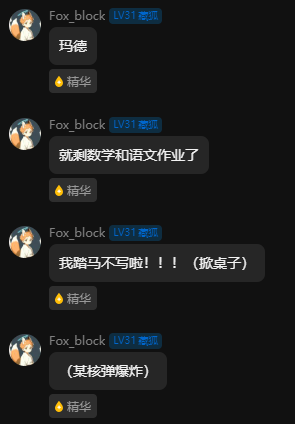 Fox_block LV31 藏狐
玛德
精华
Fox_block LV31 藏狐
就剩数学和语文作业了
精华
Fox_block LV31 藏狐
我踏马不写啦！！！（掀桌子）
精华
Fox_block LV31 藏狐
（某核弹爆炸）
精华